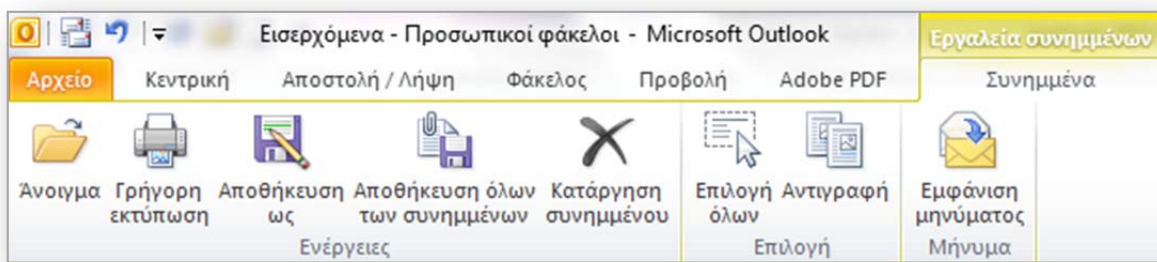 Εισερχόμενα - Προσωπικοί φάκελοι - Microsoft Outlook
Εργαλεία συνημμένων
Αρχείο Κεντρική Αποστολή / Λήψη Φάκελος Προβολή Adobe PDF Συνημμένα
Άνοιγμα Γρήγορη Αποθήκευση Αποθήκευση όλων Κατάργηση Επιλογή Αντιγραφή Εμφάνιση
εκτύπωση ως των συνημμένων συνημμένου όλων μηνύματος
Ενέργειες Επιλογή Μήνυμα